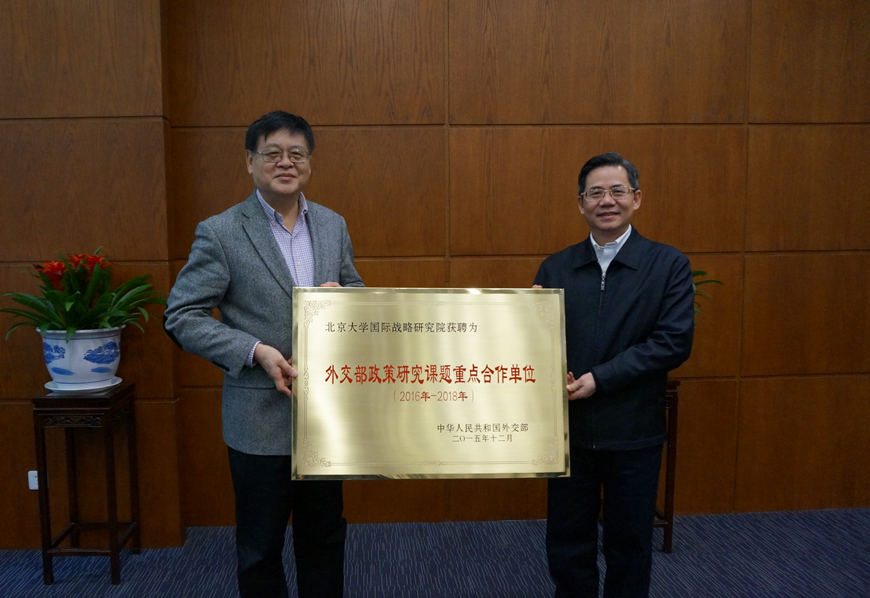 北京大学国际战略研究院获聘为
外交部政策研究课题重点合作单位
（2016年-2018年）
中华人民共和国外交部
二〇一五年十二月